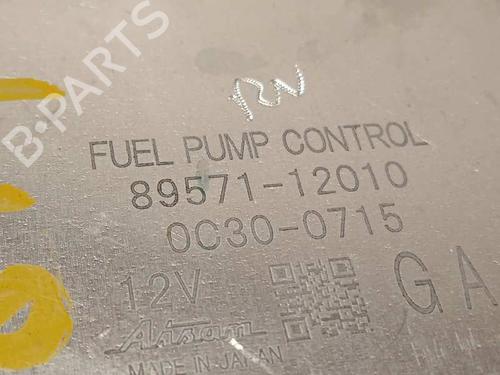 B-PARTS
FUEL PUMP CONTROL
89571-12010
0C30-0715
12V
GA
Aisan
MADE IN JAPAN